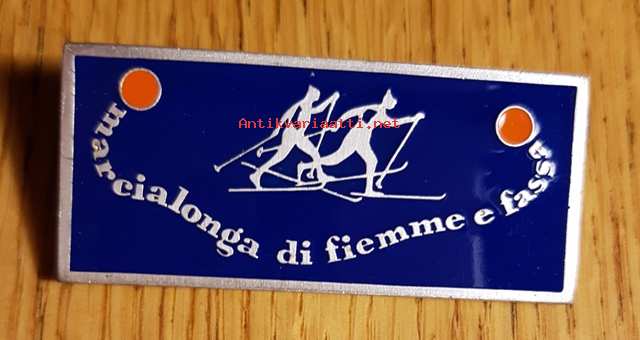 Antikvariaatti.net
marcialonga di fiemme e fassa